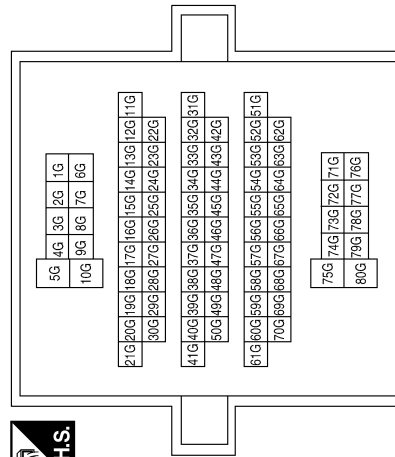 5G 4G 3G 2G 1G
10G 9G 8G 7G 6G
21G 20G 19G 18G 17G 16G 15G 14G 13G 12G 11G
30G 29G 28G 27G 26G 25G 24G 23G 22G
41G 40G 39G 38G 37G 36G 35G 34G 33G 32G 31G
50G 49G 48G 47G 46G 45G 44G 43G 42G
61G 60G 59G 58G 57G 56G 55G 54G 53G 52G 51G
70G 69G 68G 67G 66G 65G 64G 63G 62G
75G 74G 73G 72G 71G
80G 79G 78G 77G 76G
H.S.